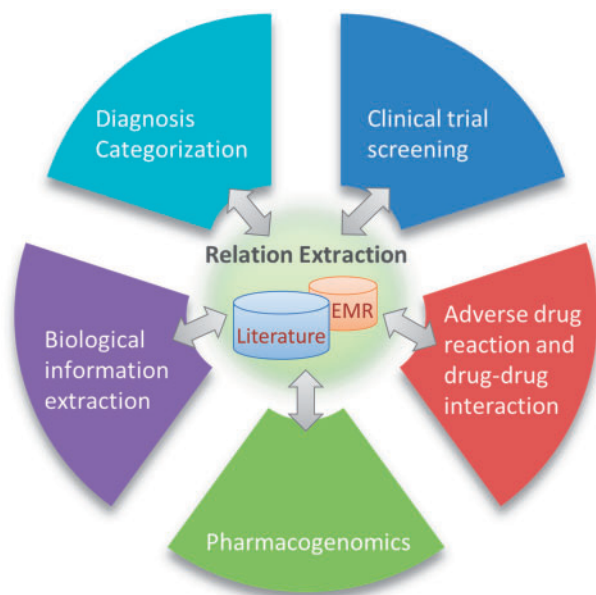 Diagnosis
Categorization
Clinical trial
screening
Relation Extraction
EMR
Literature
Biological
information
extraction
Adverse drug
reaction and
drug-drug
interaction
Pharmacogenomics